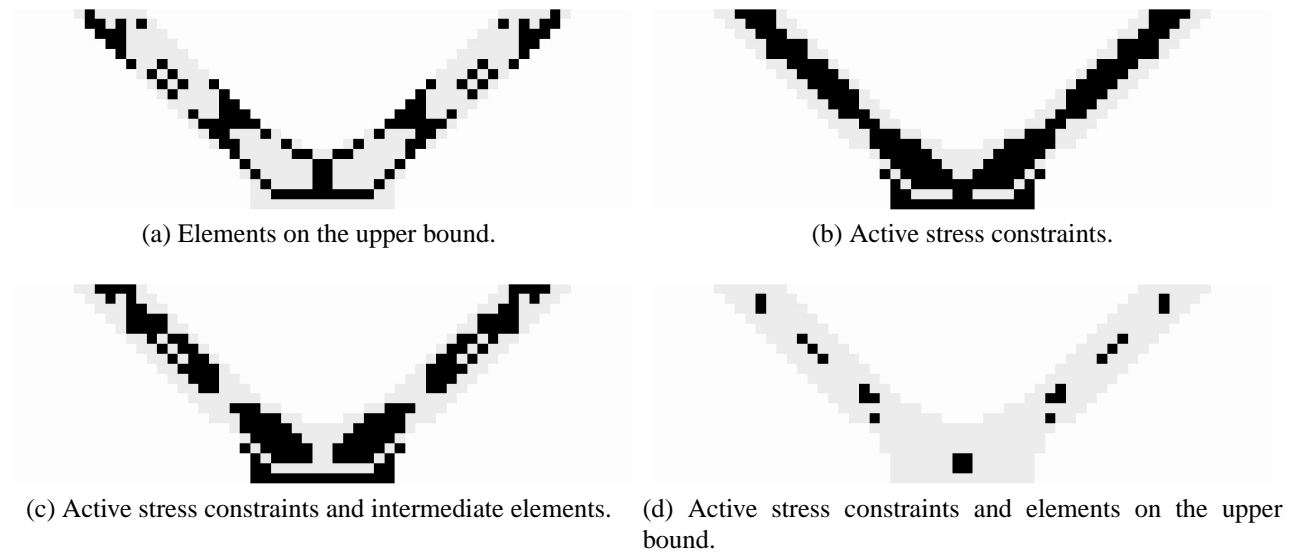 (a) Elements on the upper bound.
(b) Active stress constraints.
(c) Active stress constraints and intermediate elements.
(d) Active stress constraints and elements on the upper
bound.